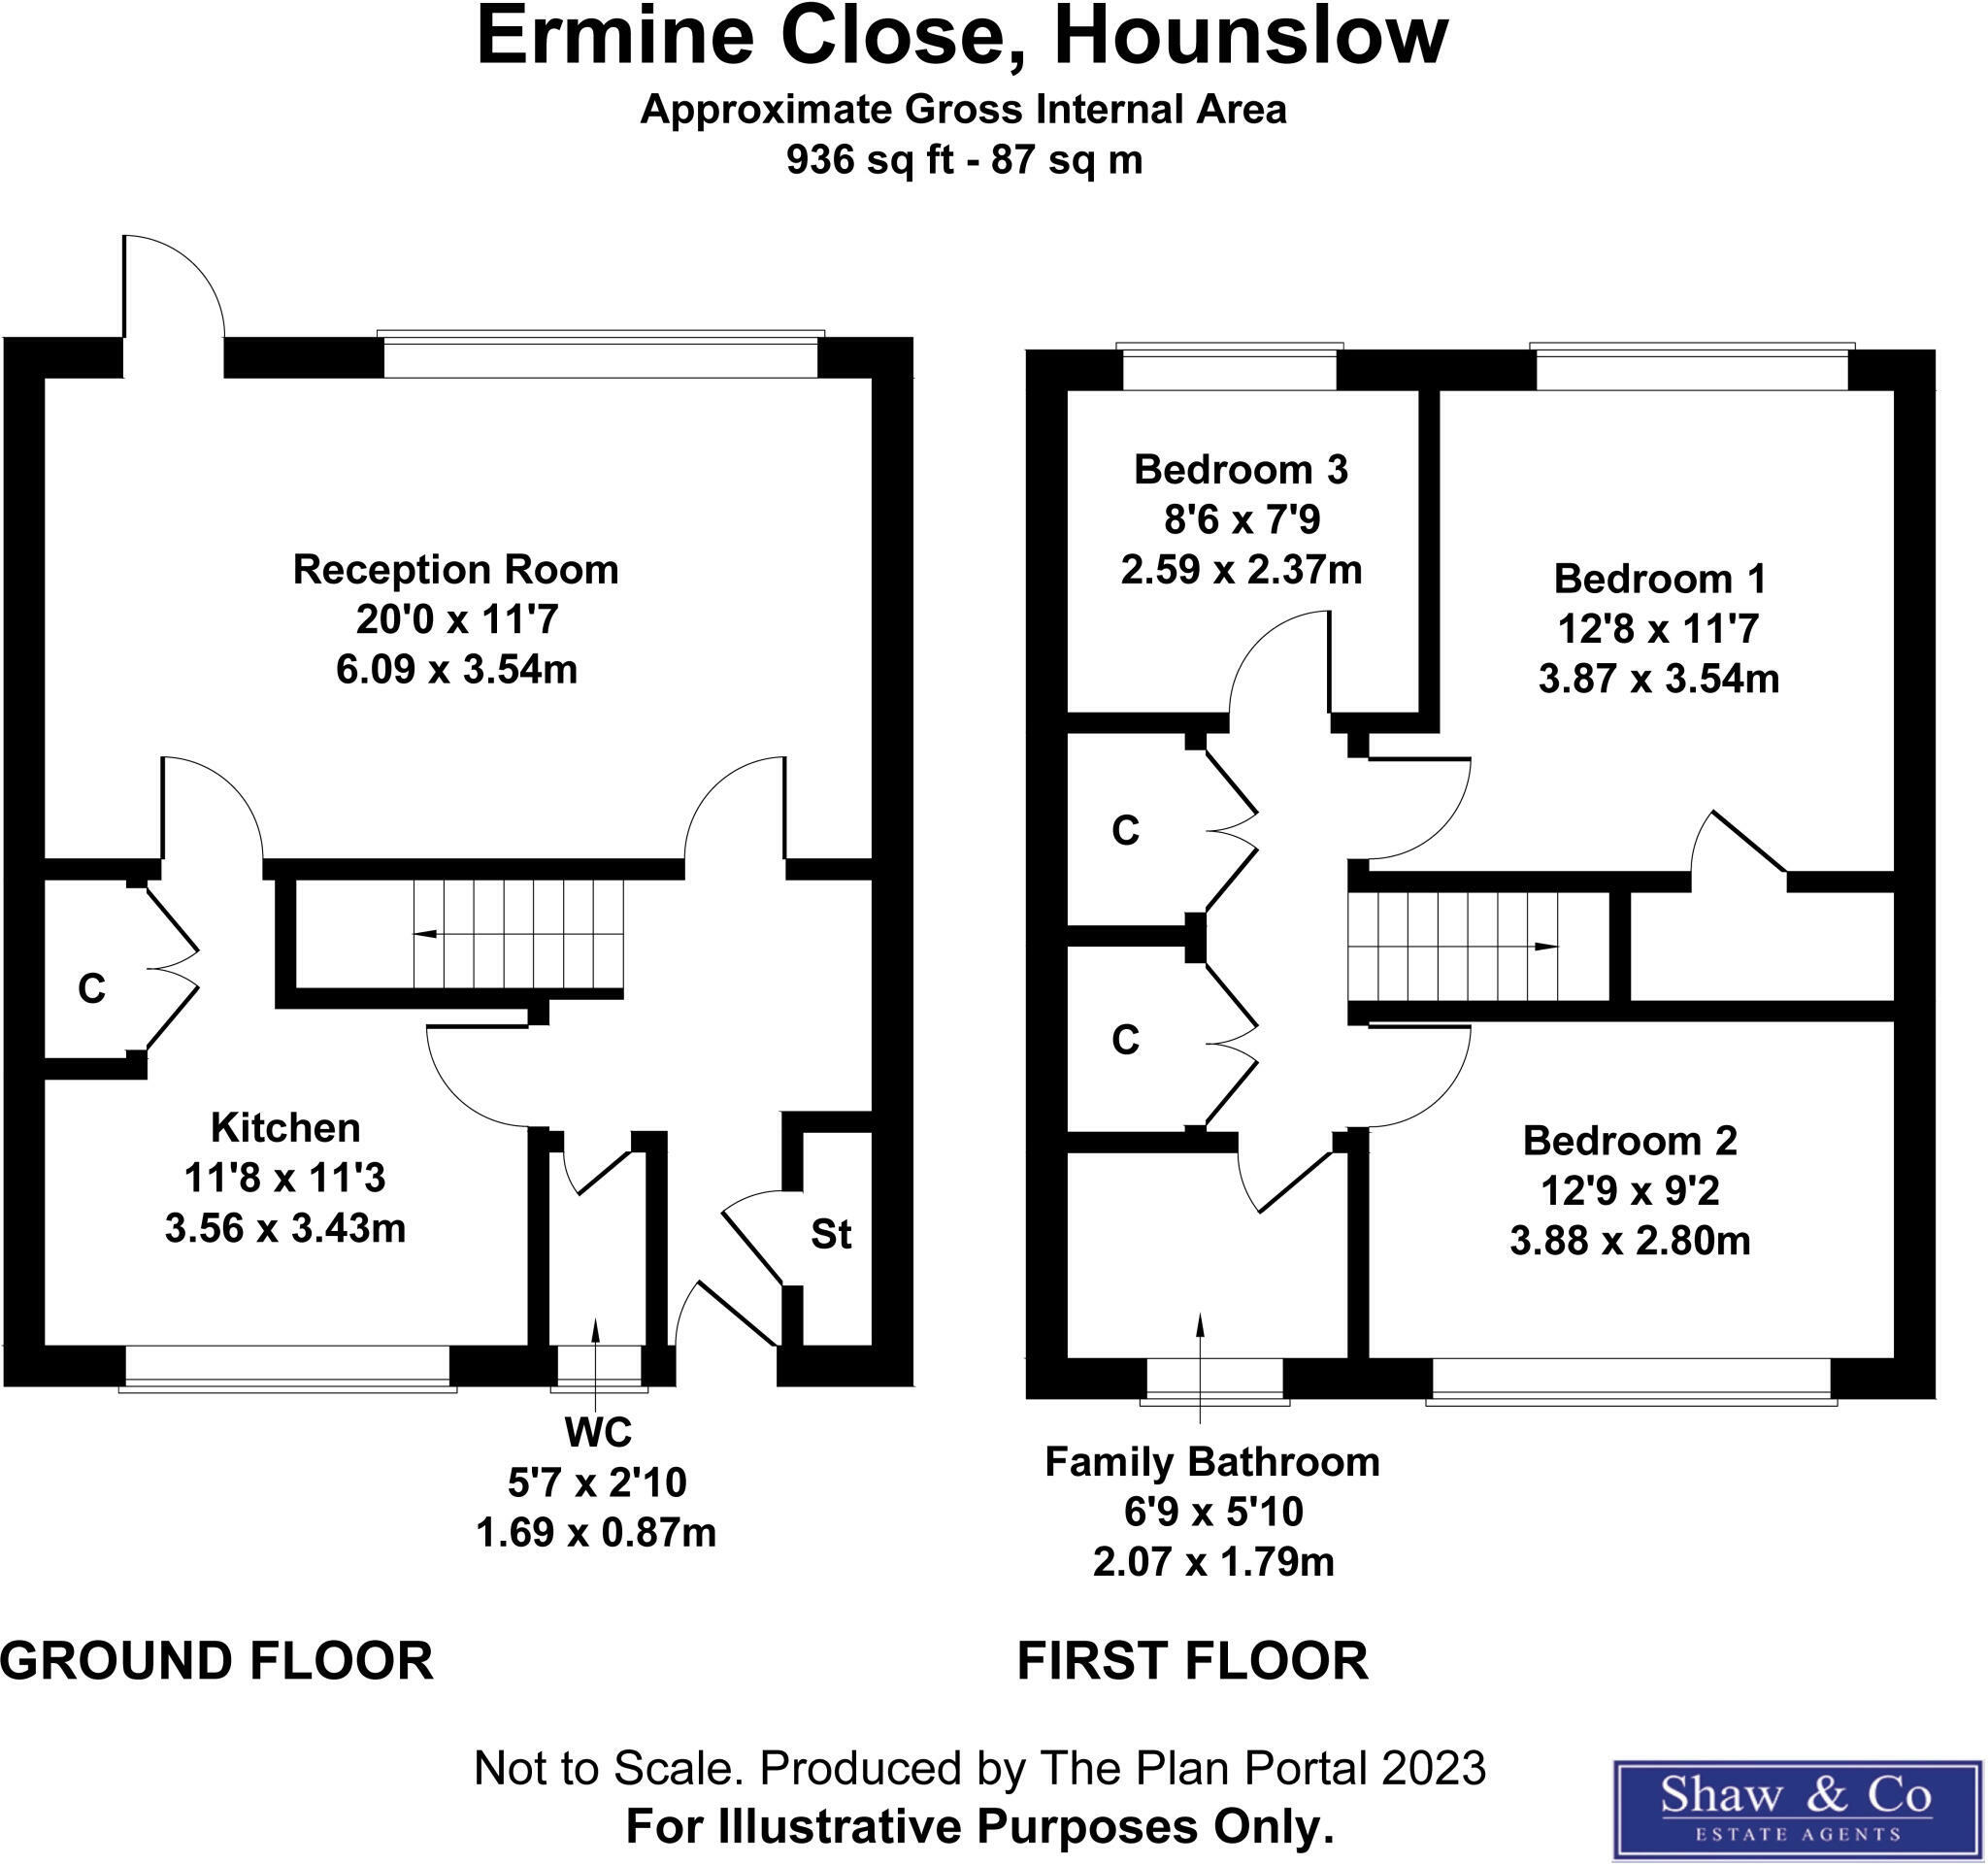 Ermine Close, Hounslow
Approximate Gross Internal Area
936 sq ft - 87 sq m
Reception Room
20'0 x 11'7
6.09 x 3.54m
C
Kitchen
11'8 x 11'3
3.56 x 3.43m
St
WC
5'7 x 2'10
1.69 x 0.87m
GROUND FLOOR
Bedroom 3
8'6 x 7'9
2.59 x 2.37m
Bedroom 1
12'8 x 11'7
3.87 x 3.54m
C
C
Bedroom 2
12'9 x 9'2
3.88 x 2.80m
Family Bathroom
6'9 x 5'10
2.07 x 1.79m
FIRST FLOOR
Not to Scale. Produced by The Plan Portal 2023
For Illustrative Purposes Only.
Shaw & Co
ESTATE AGENTS